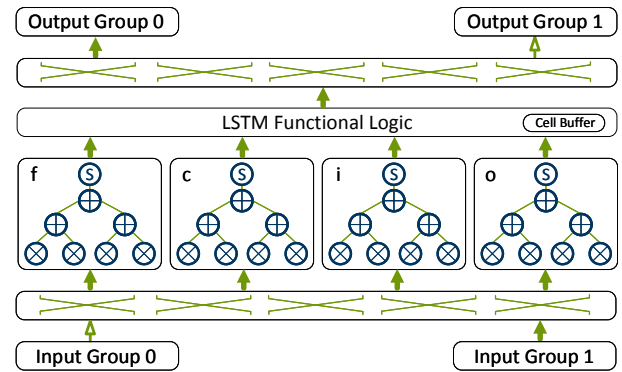 Output Group 0
Output Group 1
LSTM Functional Logic
Cell Buffer
f
c
i
o
S
S
S
S
Input Group 0
Input Group 1